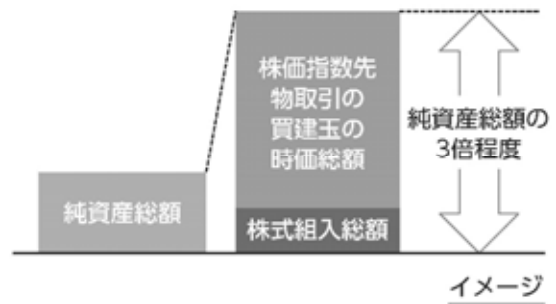 株価指数先
物取引の
買建玉の
時価総額
純資産総額の
3倍程度
純資産総額
株式組入総額
イメージ